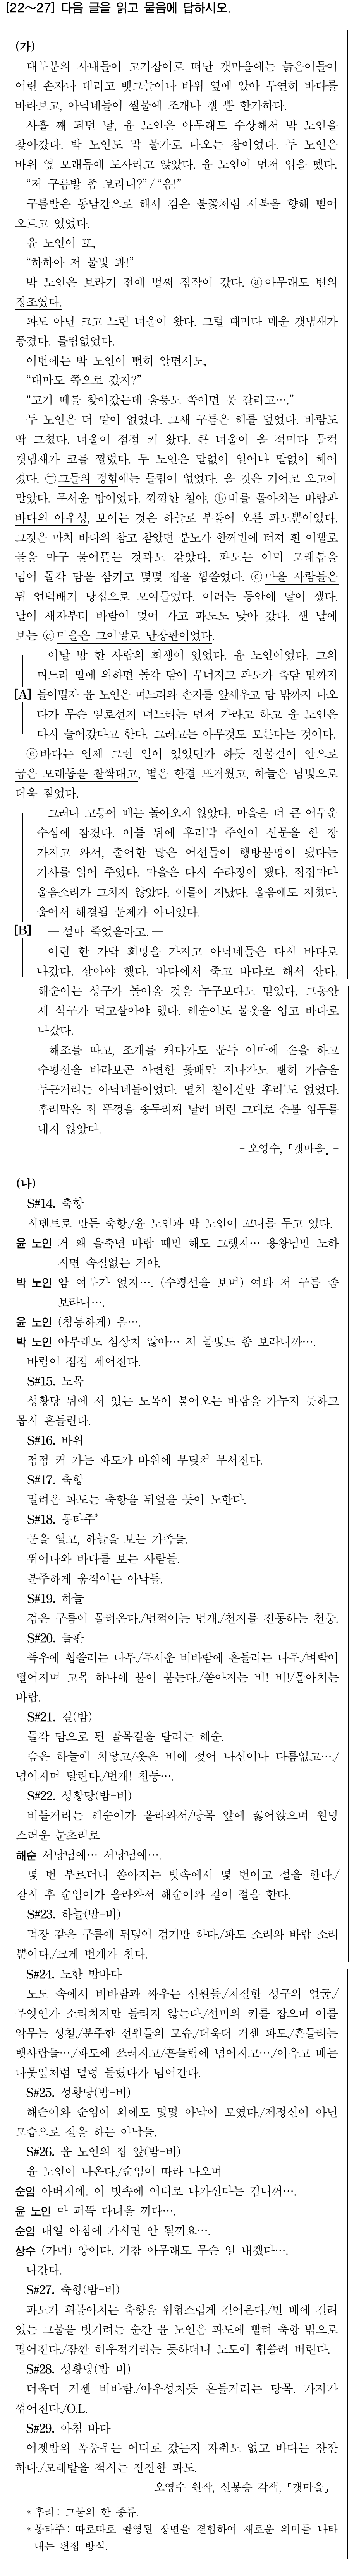 [22~27] 다음 글을 읽고 물음에 답하시오.
(가)
대부분의 사내들이 고기잡이로 떠난 갯마을에는 늙은이들이
어린 손자나 데리고 뱃그늘이나 바위 옆에 앉아 무연히 바다를
바라보고, 아낙네들이 썰물에 조개나 캘 뿐 한가하다.
사흘 째 되던 날, 윤 노인은 아무래도 수상해서 박 노인을
찾아갔다. 박 노인도 막 물가로 나오는 참이었다. 두 노인은
바위 옆 모래톱에 도사리고 앉았다. 윤 노인이 먼저 입을 뗐다.
“저 구름발 좀 보라니?” / “음!”
구름발은 동남간으로 해서 검은 불꽃처럼 서북을 향해 뻗어
오르고 있었다.
윤 노인이 또,
“하하아 저 물빛 봐!”
박 노인은 보라기 전에 벌써 짐작이 갔다. ⓐ아무래도 변의
징조였다.
파도 아닌 크고 느린 너울이 왔다. 그럴 때마다 매운 갯냄새가
풍겼다. 틀림없었다.
이번에는 박 노인이 뻔히 알면서도,
“대마도 쪽으로 갔지?”
“고기 떼를 찾아갔는데 울릉도 쪽이면 못 갈라고….”
두 노인은 더 말이 없었다. 그새 구름은 해를 덮었다. 바람도
딱 그쳤다. 너울이 점점 커 왔다. 큰 너울이 올 적마다 물컥
갯냄새가 코를 찔렀다. 두 노인은 말없이 일어나 말없이 헤어
졌다. ㉠그들의 경험에는 틀림이 없었다. 올 것은 기어코 오고야
말았다. 무서운 밤이었다. 깜깜한 칠야, ⓑ비를 몰아치는 바람과
바다의 아우성, 보이는 것은 하늘로 부풀어 오른 파도뿐이었다.
그것은 마치 바다의 참고 참았던 분노가 한꺼번에 터져 흰 이빨로
뭍을 마구 물어뜯는 것과도 같았다. 파도는 이미 모래톱을
넘어 돌각 담을 삼키고 몇몇 집을 휩쓸었다. ⓒ마을 사람들은
뒤 언덕배기 당집으로 모여들었다. 이러는 동안에 날이 샜다.
날이 새자부터 바람이 멎어 가고 파도도 낮아 갔다. 샌 날에
보는 ⓓ마을은 그야말로 난장판이었다.
이날 밤 한 사람의 희생이 있었다. 윤 노인이었다. 그의
며느리 말에 의하면 돌각 담이 무너지고 파도가 축담 밑까지
[A] 들이밀자 윤 노인은 며느리와 손자를 앞세우고 담 밖까지 나오
다가 무슨 일로선지 며느리는 먼저 가라고 하고 윤 노인은
다시 들어갔다고 한다. 그러고는 아무것도 모른다는 것이다.
ⓔ바다는 언제 그런 일이 있었던가 하듯 잔물결이 안으로
굽은 모래톱을 찰싹대고, 볕은 한결 뜨거웠고, 하늘은 남빛으로
더욱 짙었다.
그러나 고등어 배는 돌아오지 않았다. 마을은 더 큰 어두운
수심에 잠겼다. 이틀 뒤에 후리막 주인이 신문을 한 장
가지고 와서, 출어한 많은 어선들이 행방불명이 됐다는
기사를 읽어 주었다. 마을은 다시 수라장이 됐다. 집집마다
울음소리가 그치지 않았다. 이틀이 지났다. 울음에도 지쳤다.
울어서 해결될 문제가 아니었다.
[B] ― 설마 죽었을라고. ―
이런 한 가닥 희망을 가지고 아낙네들은 다시 바다로
나갔다. 살아야 했다. 바다에서 죽고 바다로 해서 산다.
해순이는 성구가 돌아올 것을 누구보다도 믿었다. 그동안
세 식구가 먹고살아야 했다. 해순이도 물옷을 입고 바다로
나갔다.
해조를 따고, 조개를 캐다가도 문득 이마에 손을 하고
수평선을 바라보곤 아련한 돛배만 지나가도 괜히 가슴을
두근거리는 아낙네들이었다. 멸치 철이건만 후리*도 없었다.
후리막은 집 뚜껑을 송두리째 날려 버린 그대로 손볼 엄두를
내지 않았다.
- 오영수, 「갯마을」 -
(나)
S#14. 축항
시멘트로 만든 축항./윤 노인과 박 노인이 꼬니를 두고 있다.
윤 노인 거 왜 을축년 바람 때만 해도 그랬지… 용왕님만 노하
시면 속절없는 거야.
박 노인 암 여부가 없지…. (수평선을 보며) 여봐 저 구름 좀
보라니….
윤 노인 (침통하게) 음….
박 노인 아무래도 심상치 않아… 저 물빛도 좀 보라니까….
바람이 점점 세어진다.
S#15. 노목
성황당 뒤에 서 있는 노목이 불어오는 바람을 가누지 못하고
몹시 흔들린다.
S#16. 바위
점점 커 가는 파도가 바위에 부딪쳐 부서진다.
S#17. 축항
밀려온 파도는 축항을 뒤엎을 듯이 노한다.
S#18. 몽타주*
문을 열고, 하늘을 보는 가족들.
뛰어나와 바다를 보는 사람들.
분주하게 움직이는 아낙들.
S#19. 하늘
검은 구름이 몰려온다./번쩍이는 번개./천지를 진동하는 천둥.
S#20. 들판
폭우에 휩쓸리는 나무./무서운 비바람에 흔들리는 나무./벼락이
떨어지며 고목 하나에 불이 붙는다./쏟아지는 비! 비!/몰아치는
바람.
S#21. 길(밤)
돌각 담으로 된 골목길을 달리는 해순.
숨은 하늘에 치닿고/옷은 비에 젖어 나신이나 다름없고…./
넘어지며 달린다./번개! 천둥….
S#22. 성황당(밤-비)
비틀거리는 해순이가 올라와서/당목 앞에 꿇어앉으며 원망
스러운 눈초리로
해순 서낭님예… 서낭님예….
몇 번 부르더니 쏟아지는 빗속에서 몇 번이고 절을 한다./
잠시 후 순임이가 올라와서 해순이와 같이 절을 한다.
S#23. 하늘(밤-비)
먹장 같은 구름에 뒤덮여 검기만 하다./파도 소리와 바람 소리
뿐이다./크게 번개가 친다.
S#24. 노한 밤바다
노도 속에서 비바람과 싸우는 선원들./처절한 성구의 얼굴./
무엇인가 소리치지만 들리지 않는다./선미의 키를 잡으며 이를
악무는 성칠./분주한 선원들의 모습./더욱더 거센 파도./흔들리는
뱃사람들…./파도에 쓰러지고/흔들림에 넘어지고…./이윽고 배는
나뭇잎처럼 덜렁 들렸다가 넘어간다.
S#25. 성황당(밤-비)
해순이와 순임이 외에도 몇몇 아낙이 모였다./제정신이 아닌
모습으로 절을 하는 아낙들.
S#26. 윤 노인의 집 앞(밤-비)
윤 노인이 나온다./순임이 따라 나오며
순임 아버지예. 이 빗속에 어디로 나가신다는 김니꺼….
윤 노인 마 퍼뜩 다녀올 끼다….
순임 내일 아침에 가시면 안 될끼요….
상수 (가며) 앙이다. 거참 아무래도 무슨 일 내겠다….
나간다.
S#27. 축항(밤-비)
파도가 휘몰아치는 축항을 위험스럽게 걸어온다./빈 배에 걸려
있는 그물을 벗기려는 순간 윤 노인은 파도에 빨려 축항 밖으로
떨어진다./잠깐 허우적거리는 듯하더니 노도에 휩쓸려 버린다.
S#28. 성황당(밤-비)
더욱더 거센 비바람./아우성치듯 흔들거리는 당목. 가지가
꺾어진다./O.L.
S#29. 아침 바다
어젯밤의 폭풍우는 어디로 갔는지 자취도 없고 바다는 잔잔
하다./모래밭을 적시는 잔잔한 파도.
- 오영수 원작, 신봉승 각색, 「갯마을」 -
* 후리 : 그물의 한 종류.
* 몽타주 : 따로따로 촬영된 장면을 결합하여 새로운 의미를 나타
내는 편집 방식.